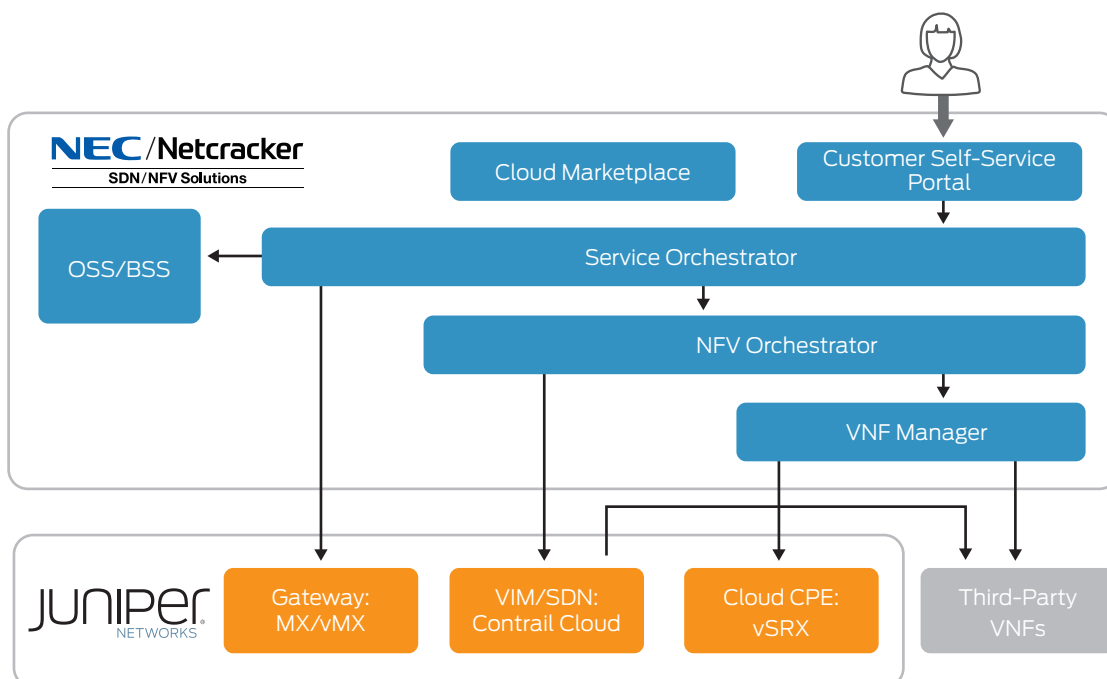 NEC/Netcracker
SDN/NFV Solutions
Cloud Marketplace
Customer Self-Service
Portal
OSS/BSS
Service Orchestrator
NFV Orchestrator
VNF Manager
JUNIPER
NETWORKS
Gateway:
MX/vMX
VIM/SDN:
Contrail Cloud
Cloud CPE:
vSRX
Third-Party
VNFs